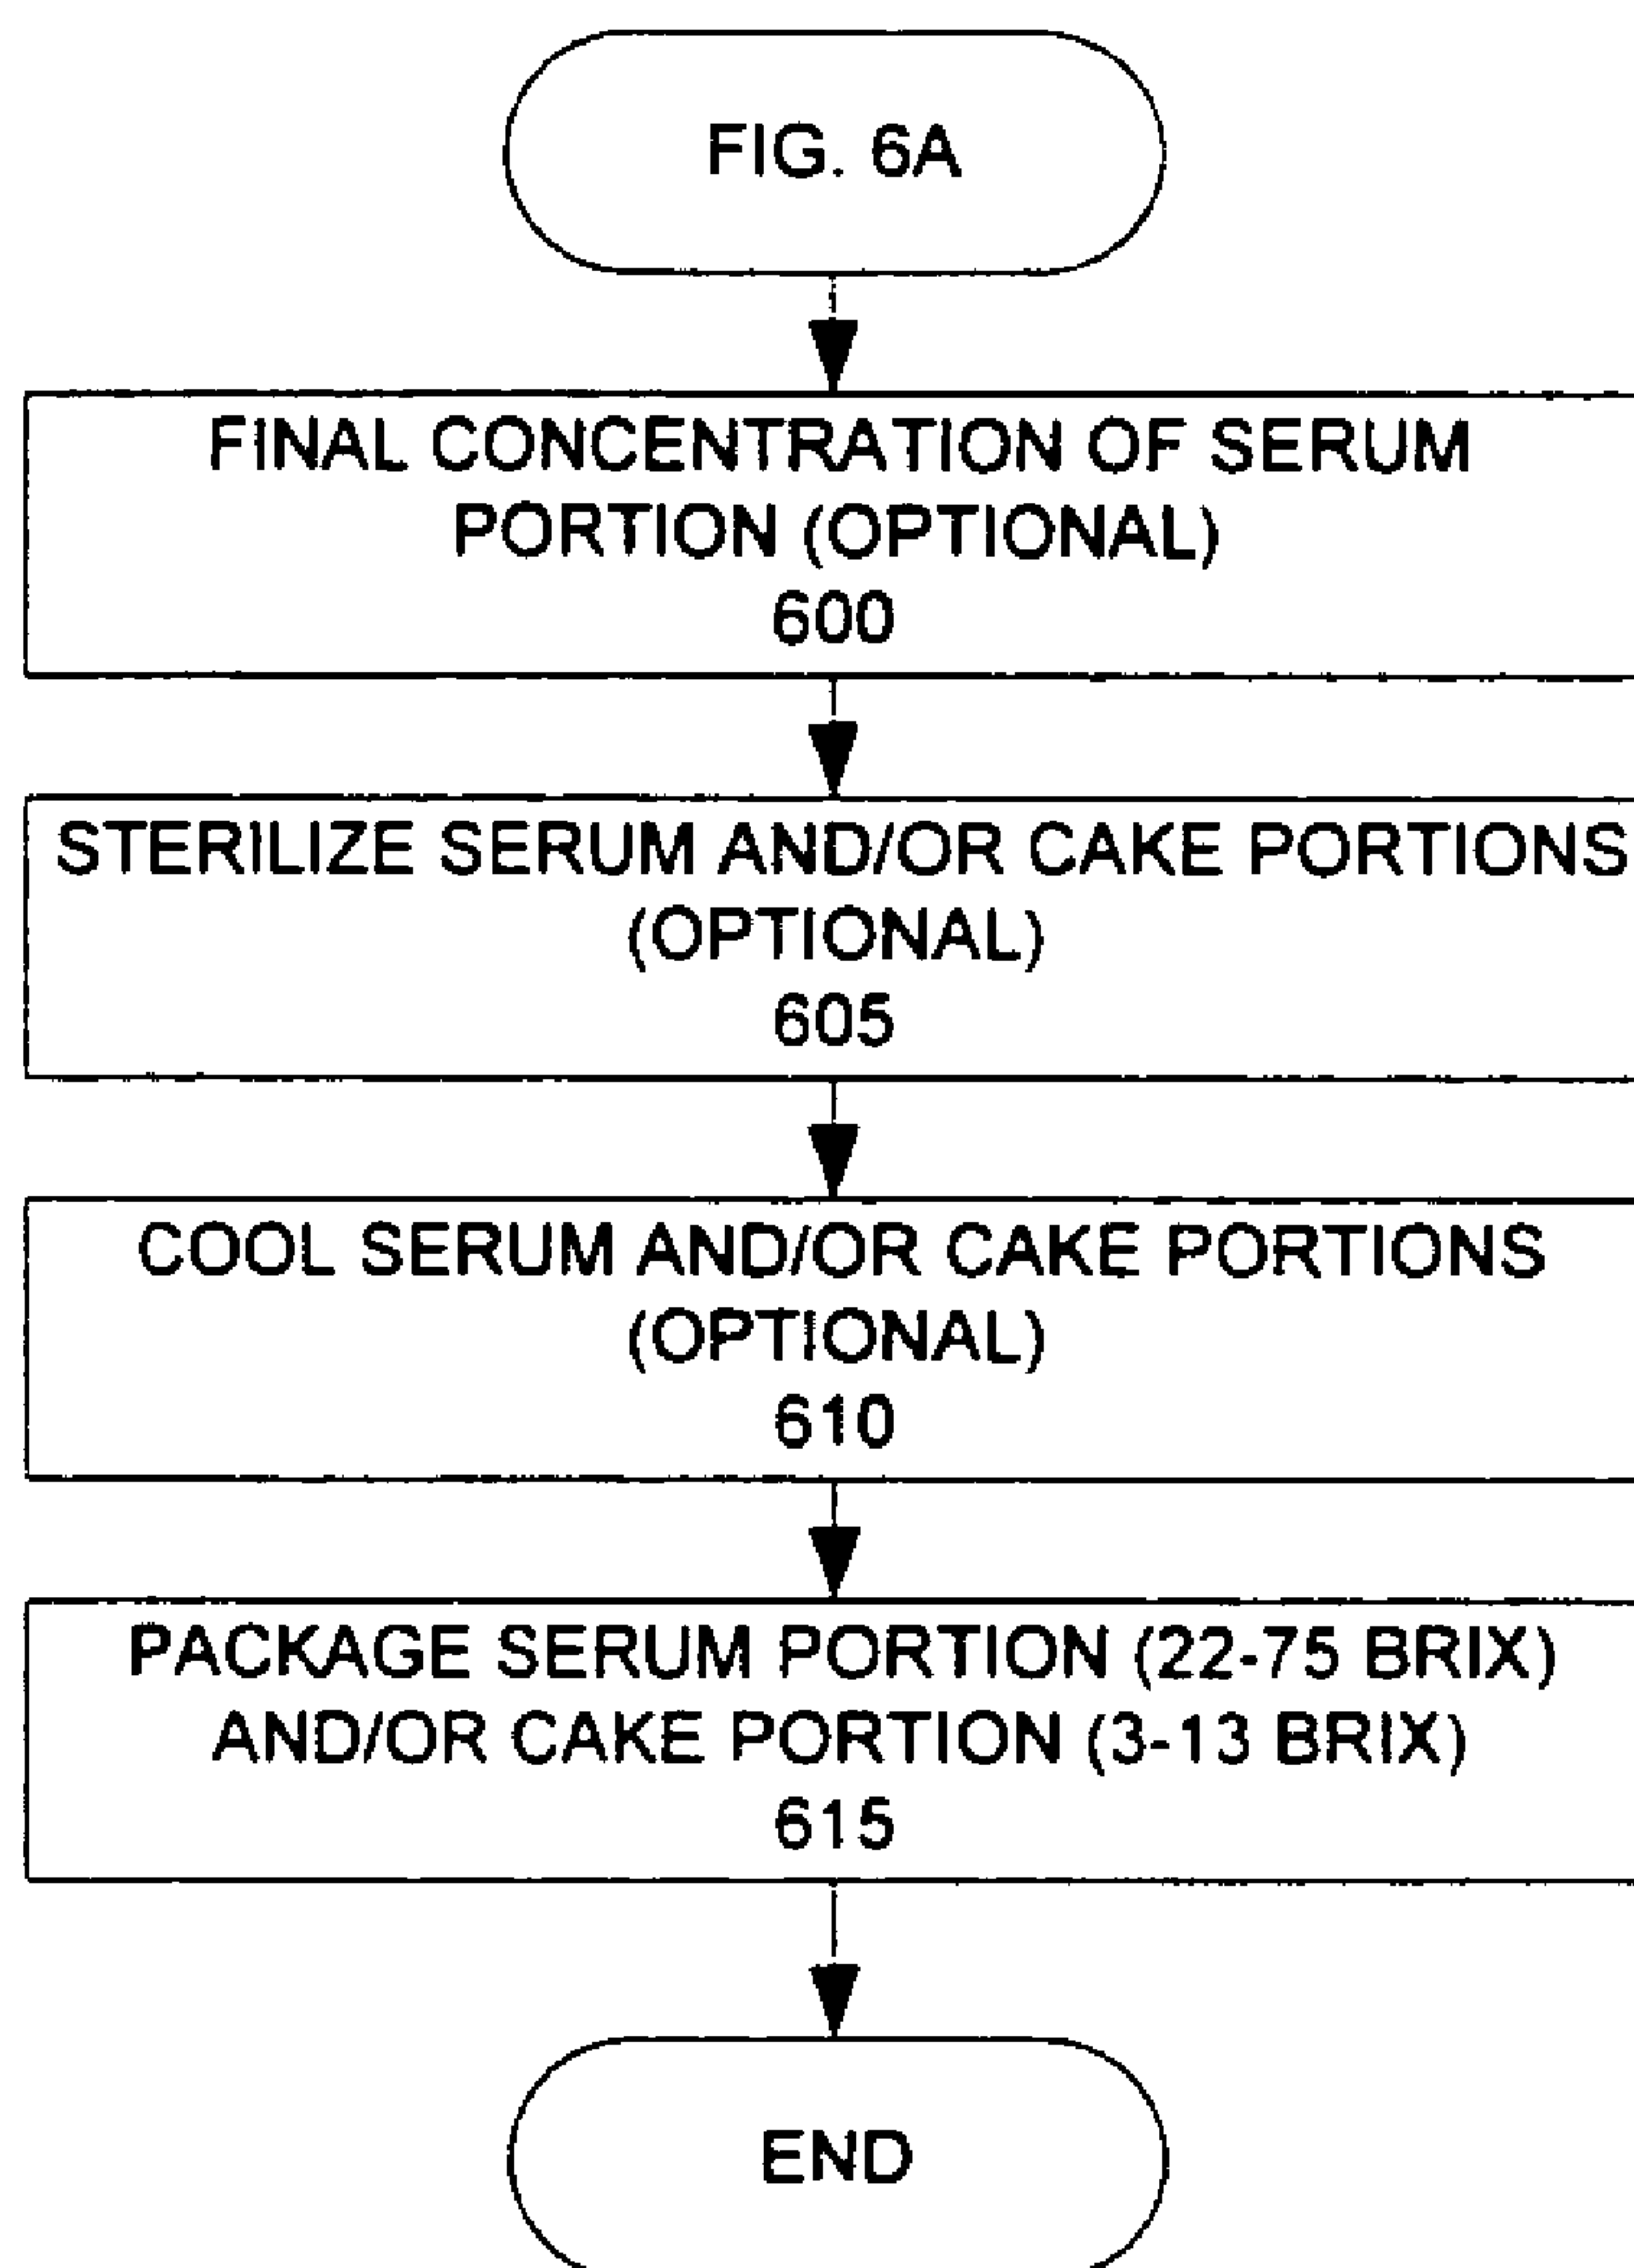 FIG. 6A
FINAL CONCENTRATION OF SERUM
PORTION (OPTIONAL)
600
STERILIZE SERUM AND/OR CAKE PORTIONS
(OPTIONAL)
605
COOL SERUM AND/OR CAKE PORTIONS
(OPTIONAL)
610
PACKAGE SERUM PORTION (22-75 BRIX)
AND/OR CAKE PORTION (3-13 BRIX)
615
END